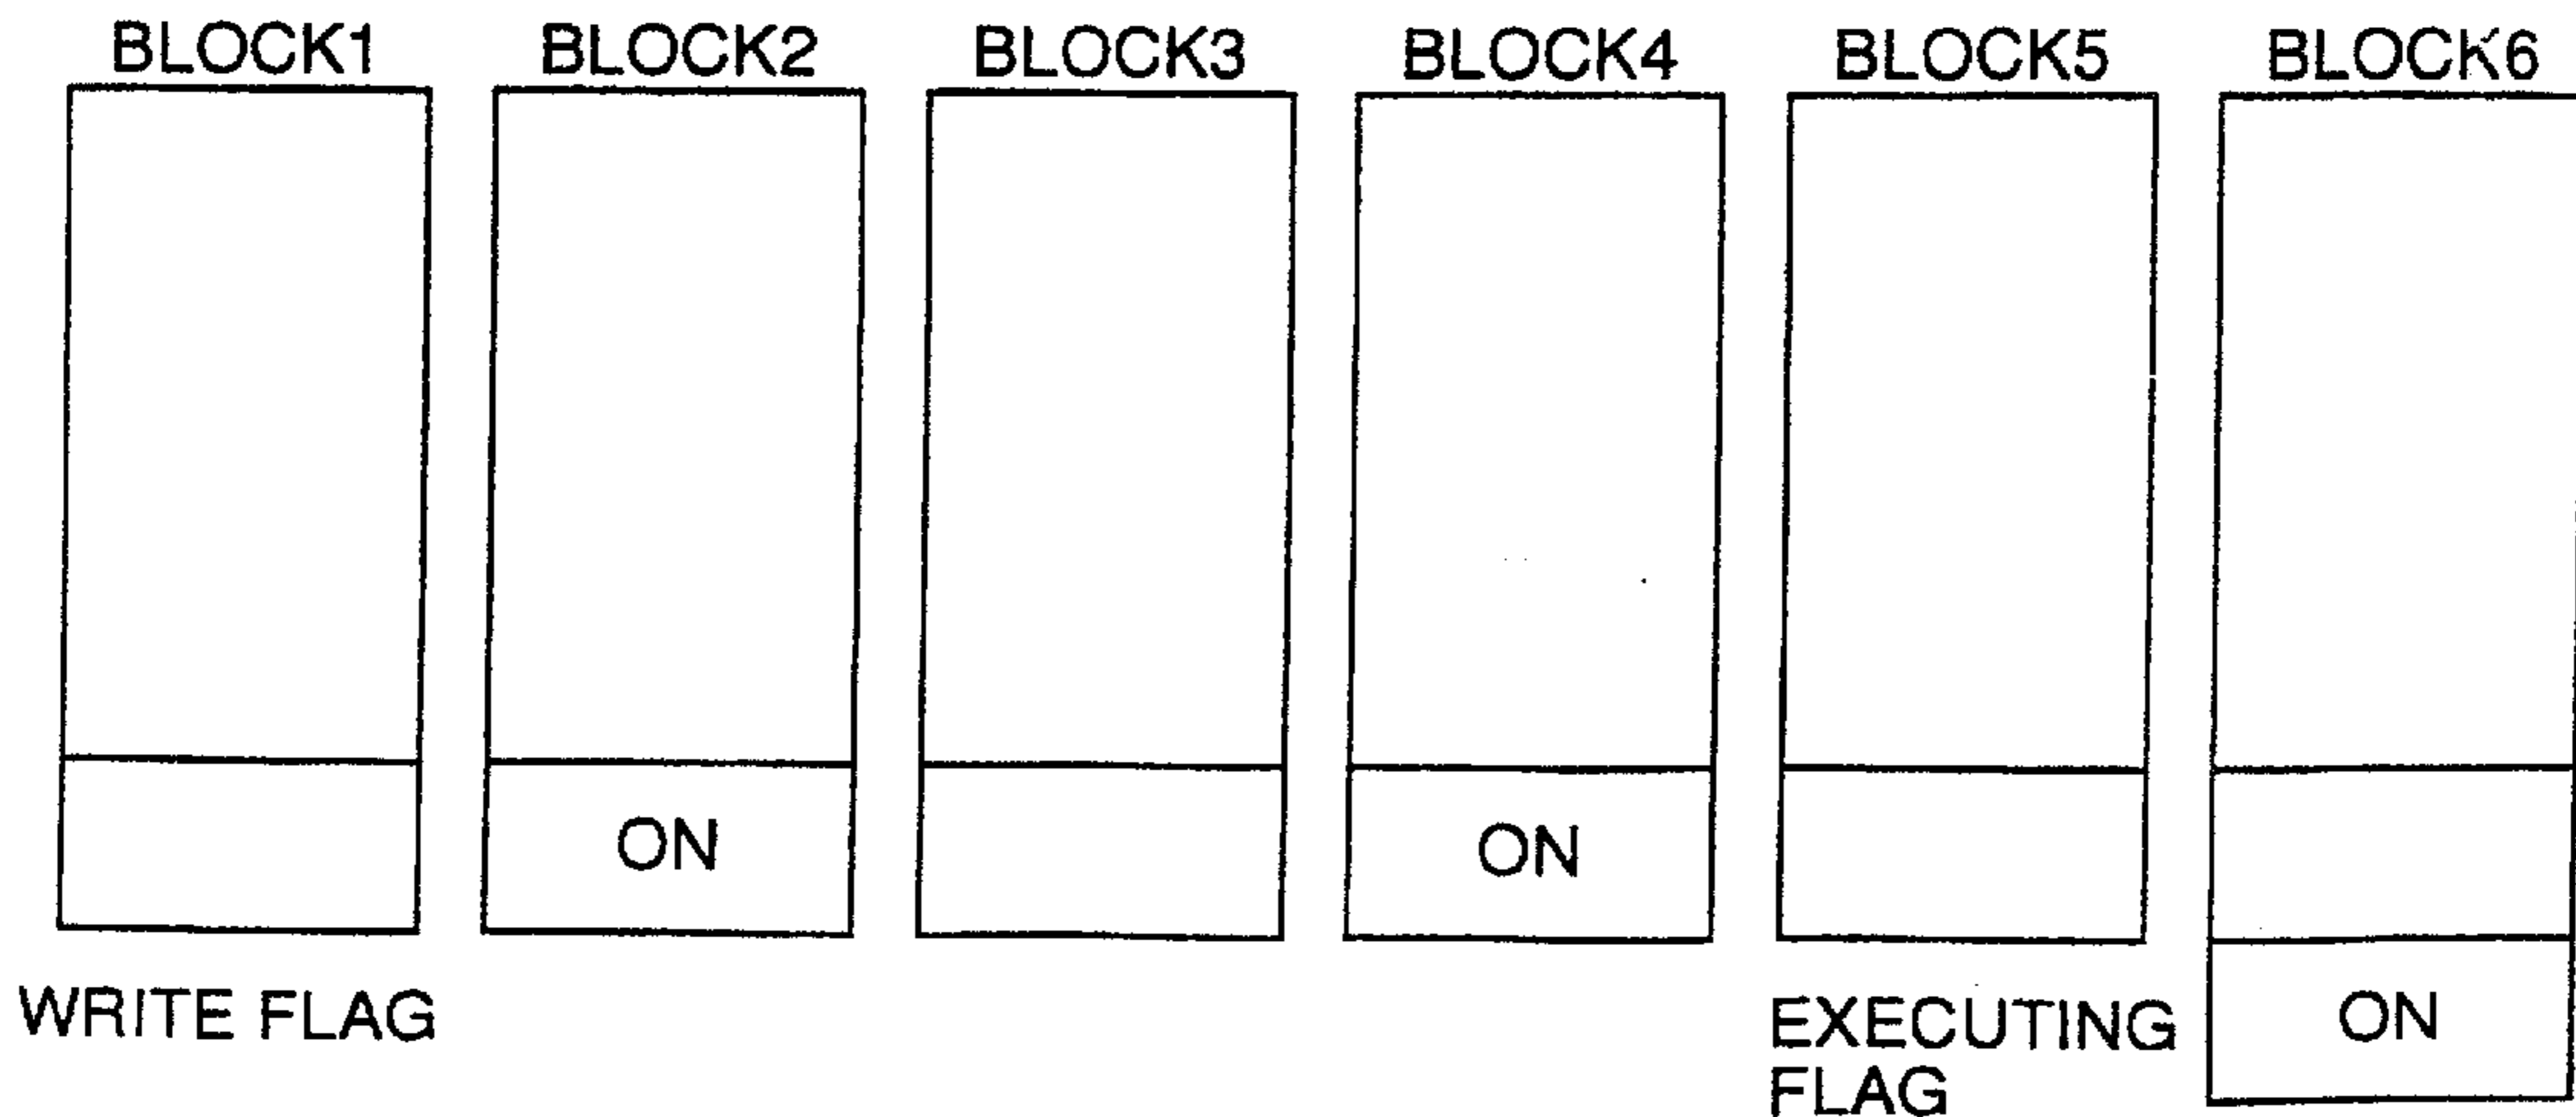 BLOCK1 BLOCK2 BLOCK3 BLOCK4 BLOCK5 BLOCK6
ON ON
WRITE FLAG
EXECUTING
FLAG
ON